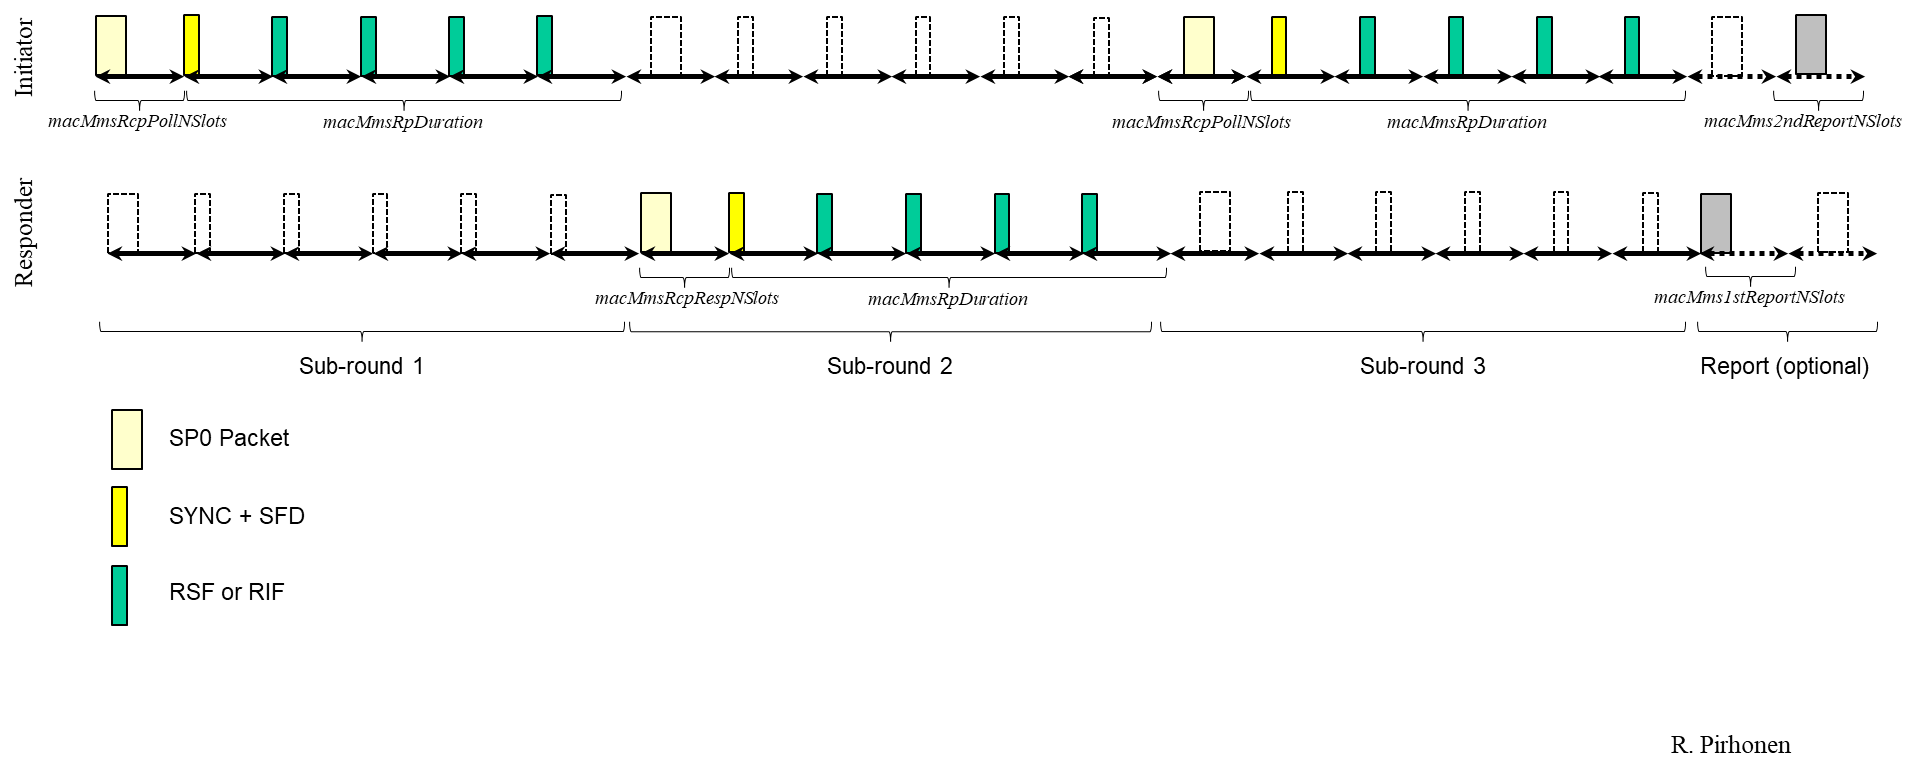 Initiator
macMmsRcpPollNSlots
macMmsRpDuration
macMmsRcpPollNSlots
macMmsRpDuration
macMms2ndReportNSlots
Responder
macMmsRcpRespNSlots
macMmsRpDuration
macMms1stReportNSlots
Sub-round 1
Sub-round 2
Sub-round 3
Report (optional)
SP0 Packet
SYNC + SFD
RSF or RIF
R. Pirhonen